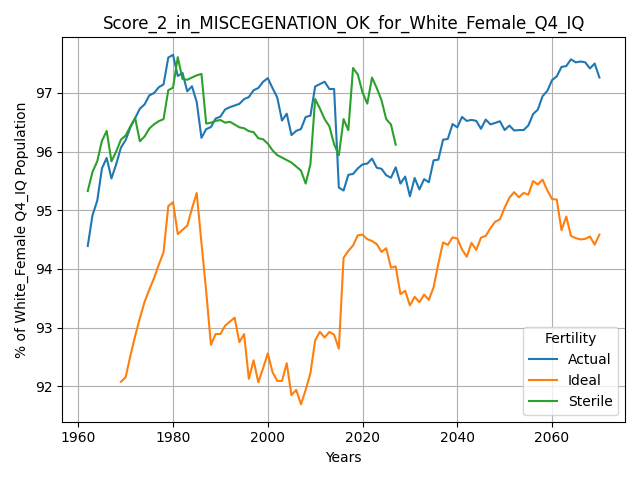 Score_2_in_MISCEGENATION_OK_for_White_Female_Q4_IQ
% of White_Female Q4_IQ Population
97
96
95
94
93
92
1960
1980
2000
2020
2040
2060
Years
Fertility
Actual
Ideal
Sterile